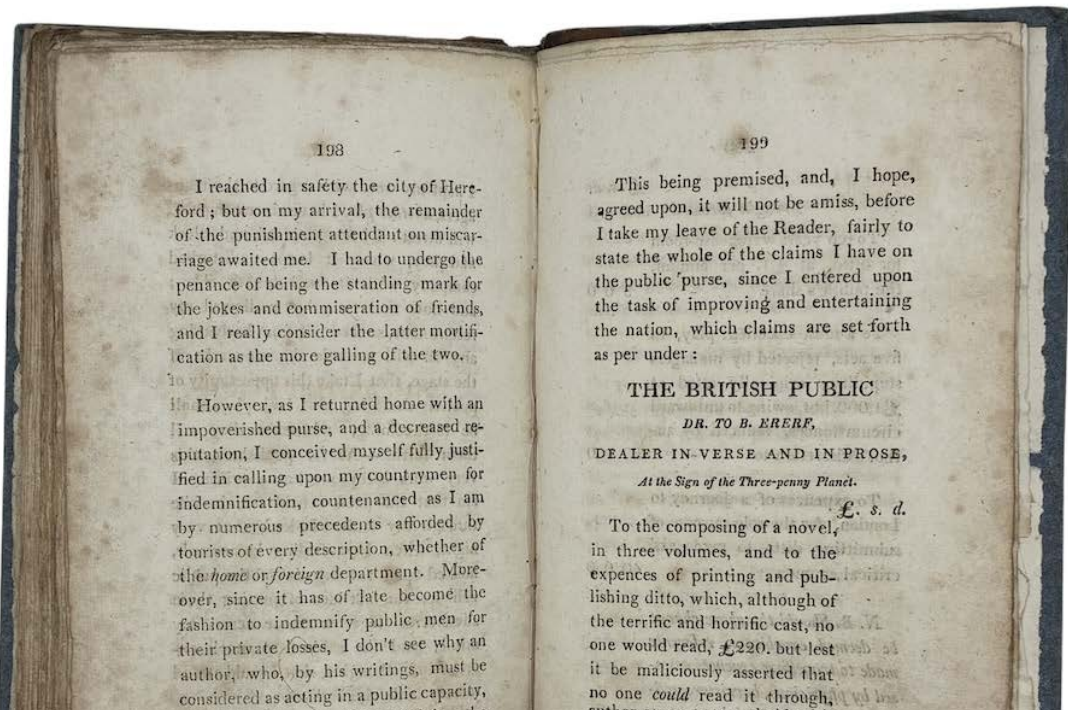 198
I reached in safety the city of Here-
ford ; but on my arrival, the remainder
of the punishment attendant on miscar-
riage awaited me. I had to undergo the
penance of being the standing mark for
the jokes and commiseration of friends,
and I really consider the latter mortifi-
cation as the more galling of the two.
However, as I returned home with an
impoverished purse, and a decreased re-
putation, I conceived myself fully justi-
fied in calling upon my countrymen for
indemnification, countenanced as I am
by numerous precedents afforded by
tourists of every description, whether of
the home or foreign department. More-
over, since it has of late become the
fashion to indemnify public men for
their private losses, I don't see why an
author, who, by his writings, must be
considered as acting in a public capacity,
199
This being premised, and, I hope,
agreed upon, it will not be amiss, before
I take my leave of the Reader, fairly to
state the whole of the claims I have on
the public purse, since I entered upon
the task of improving and entertaining
the nation, which claims are set forth
as per under :
THE BRITISH PUBLIC
DR. TO B. ERERF,
DEALER IN VERSE AND IN PROSE,
At the Sign of the Three-penny Planet.
£. s. d.
To the composing of a novel,
in three volumes, and to the
expences of printing and pub-
lishing ditto, which, although of
the terrific and horrific cast, no
one would read, £220. but lest
it be maliciously asserted that
no one could read it through,